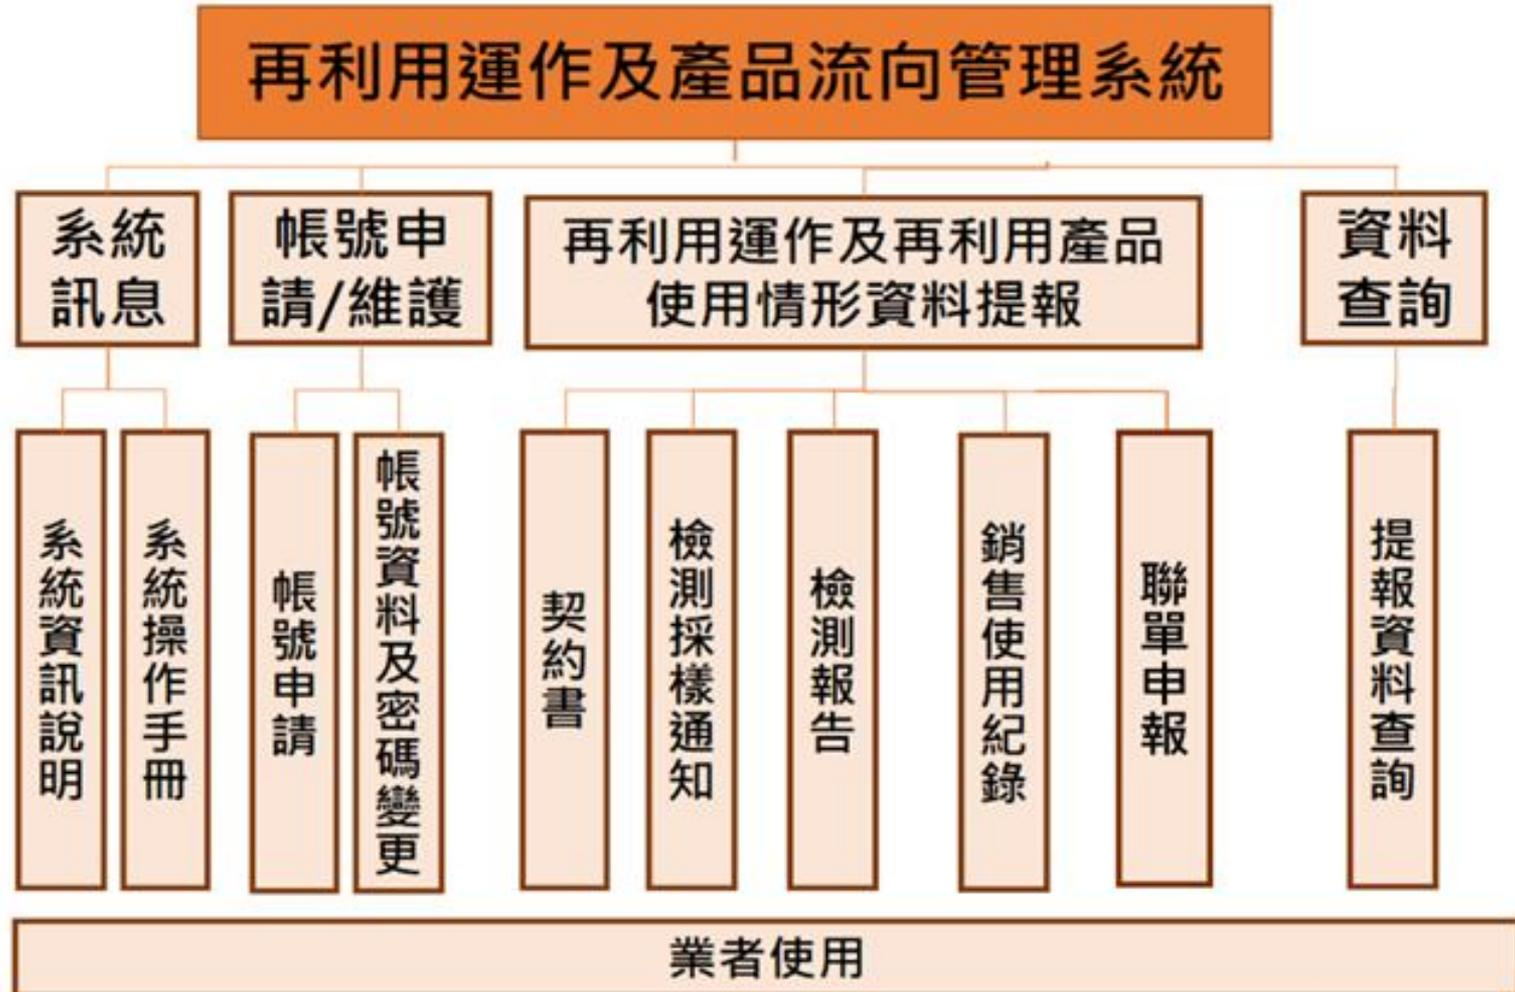 再利用運作及產品流向管理系統
系統
訊息
帳號申
請/維護
再利用運作及再利用產品
使用情形資料提報
資料
查詢
系統資訊說明
系統操作手冊
帳號申請
帳號資料及密碼變更
契約書
檢測採樣通知
檢測報告
銷售使用紀錄
聯單申報
提報資料查詢
業者使用